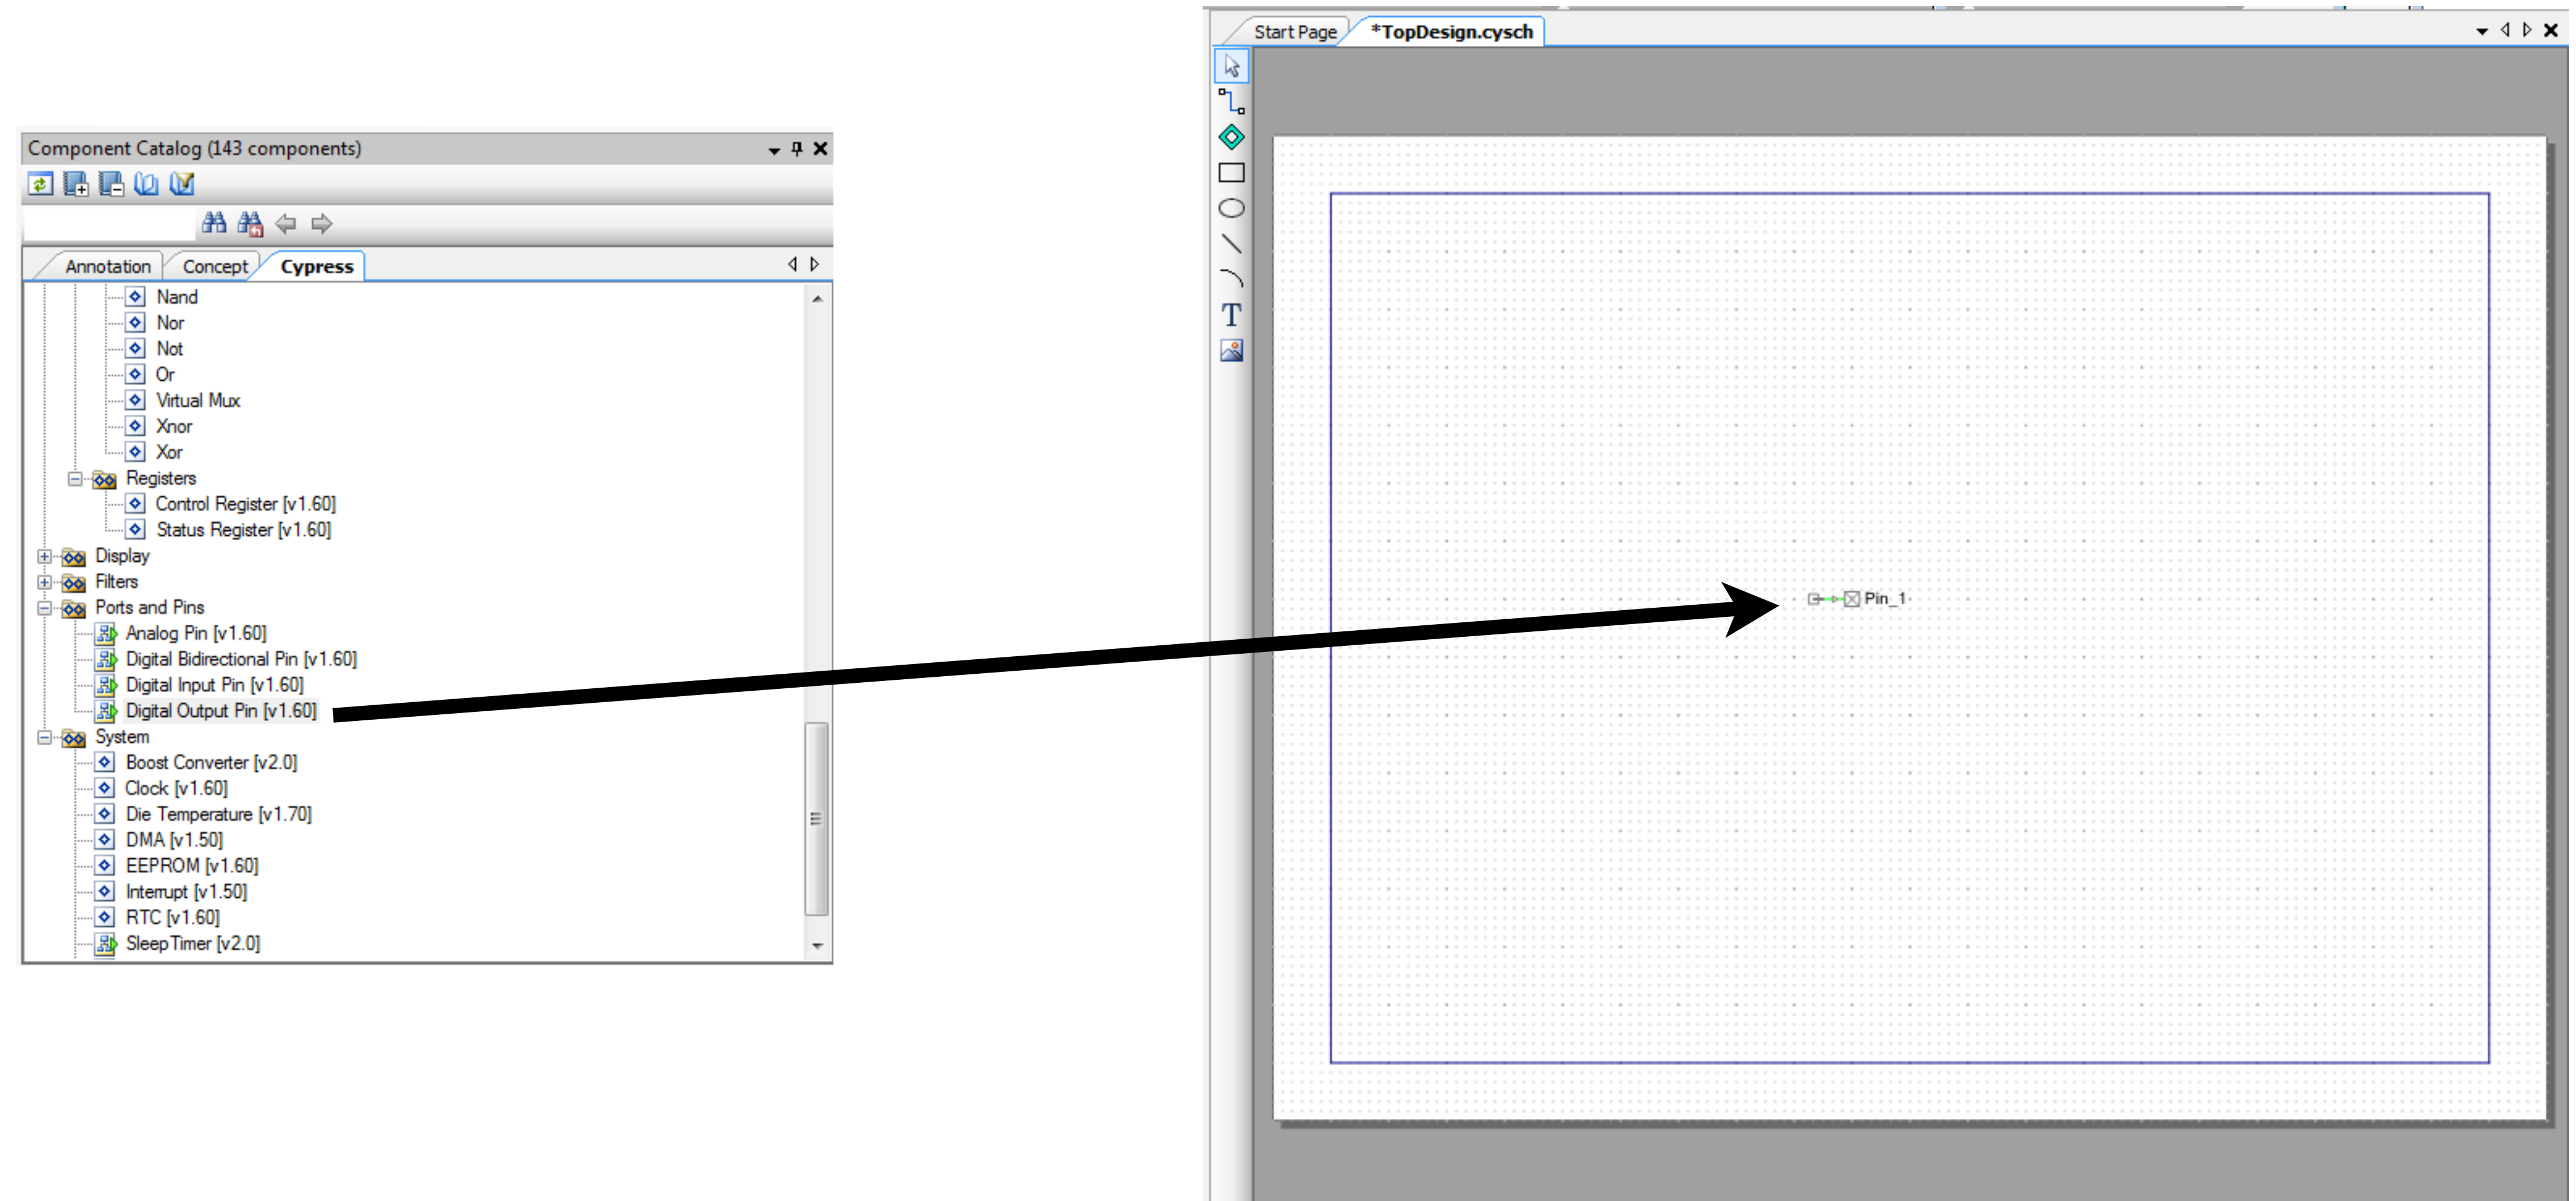 Component Catalog (143 components)
Annotation Concept Cypress
Nand
Nor
Not
Or
Virtual Mux
Xnor
Xor
Registers
Control Register [v1.60]
Status Register [v1.60]
Display
Filters
Ports and Pins
Analog Pin [v1.60]
Digital Bidirectional Pin [v1.60]
Digital Input Pin [v1.60]
Digital Output Pin [v1.60]
System
Boost Converter [v2.0]
Clock [v1.60]
Die Temperature [v1.70]
DMA [v1.50]
EEPROM [v1.60]
Interrupt [v1.50]
RTC [v1.60]
SleepTimer [v2.0]
Start Page *TopDesign.cysch
T
Pin_1